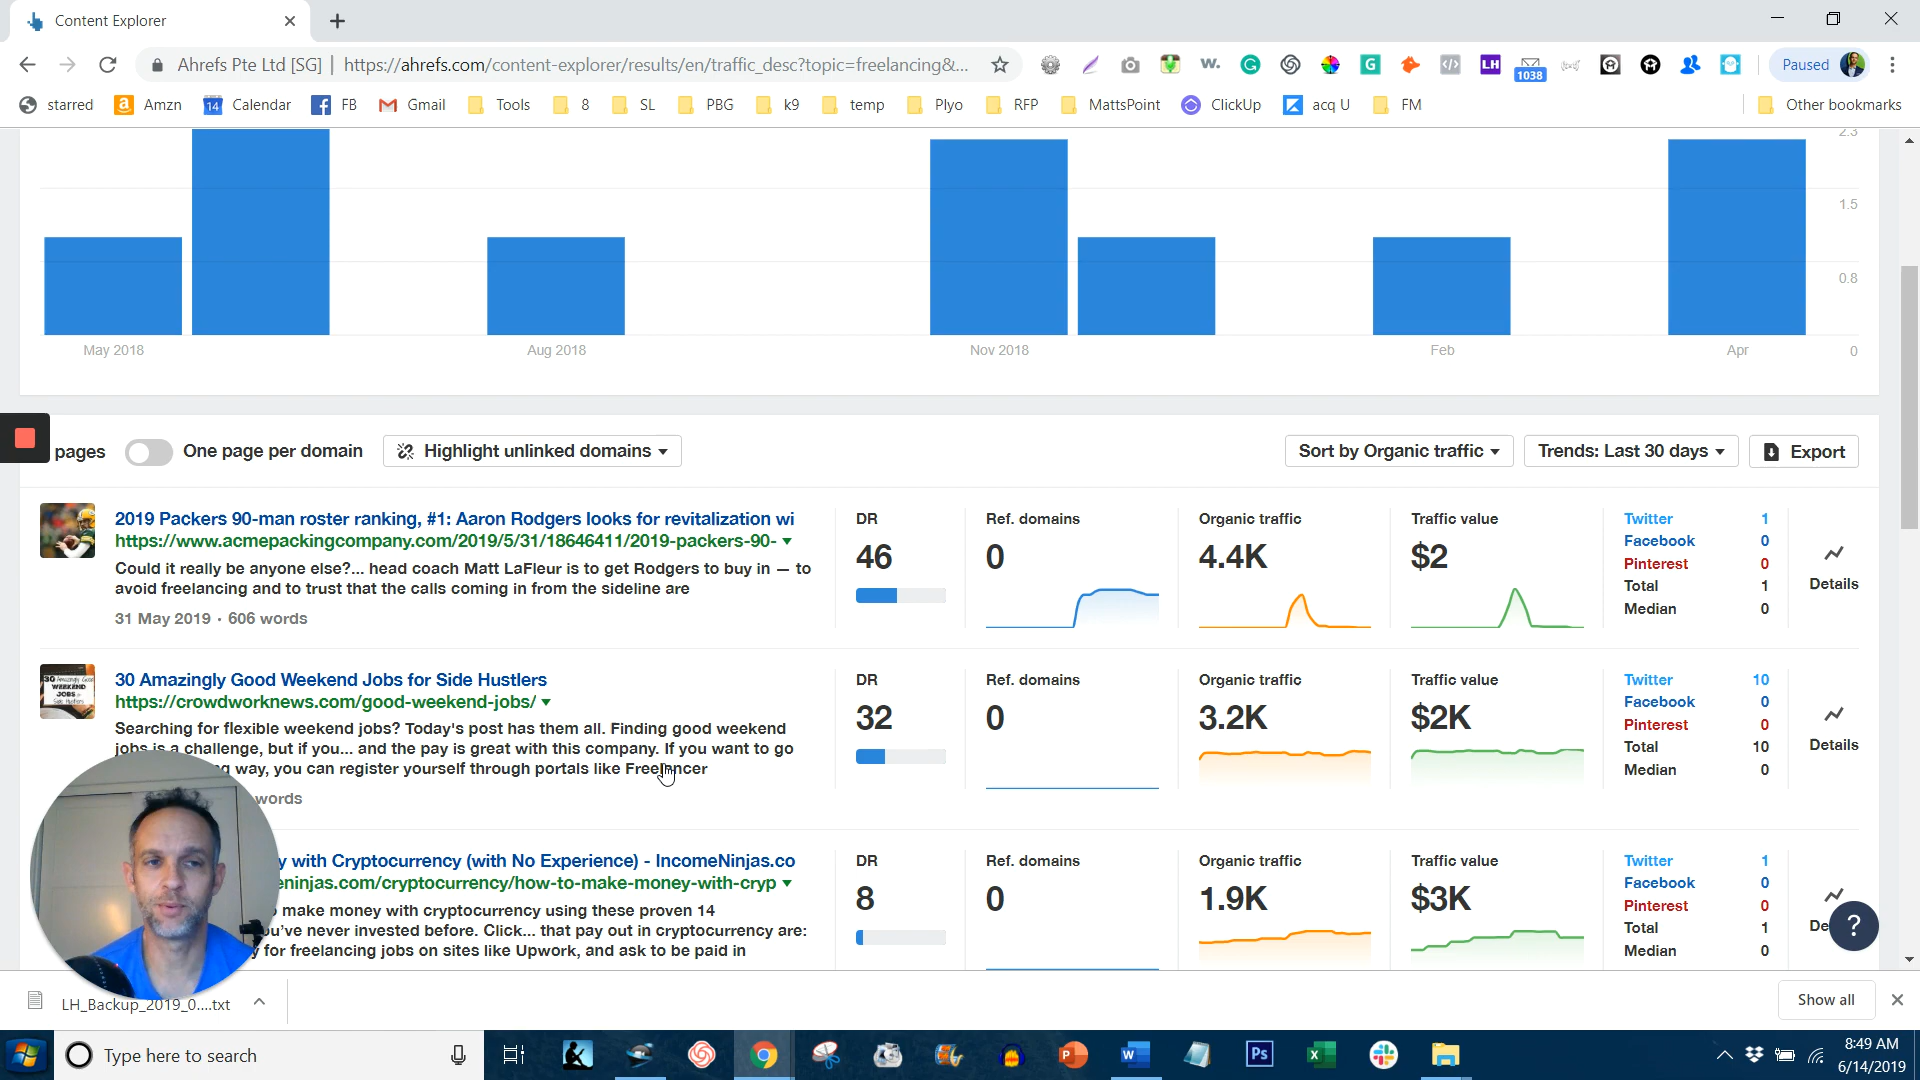 Content Explorer
Ahrefs Pte Ltd [SG] | https://ahrefs.com/content-explorer/results/en/traffic_desc?topic=freelancing&...
w.
G
LH
1038
Paused
starred
a Amzn
14 Calendar
FB
Gmail
Tools
8
SL
PBG
k9
temp
Plyo
RFP
MattsPoint
ClickUp
acq U
FM
Other bookmarks
2.3
1.5
0.8
0
May 2018
Aug 2018
Nov 2018
Feb
Apr
pages
One page per domain
Highlight unlinked domains
Sort by Organic traffic
Trends: Last 30 days
Export
2019 Packers 90-man roster ranking, #1: Aaron Rodgers looks for revitalization wi
https://www.acmepackingcompany.com/2019/5/31/18646411/2019-packers-90-
Could it really be anyone else?... head coach Matt LaFleur is to get Rodgers to buy in — to
avoid freelancing and to trust that the calls coming in from the sideline are
31 May 2019 · 606 words
DR
46
Ref. domains
0
Organic traffic
4.4K
Traffic value
$2
Twitter 1
Facebook 0
Pinterest 0
Total 1
Median 0
Details
30 Amazingly Good Weekend Jobs for Side Hustlers
https://crowdworknews.com/good-weekend-jobs/
Searching for flexible weekend jobs? Today's post has them all. Finding good weekend
jobs is a challenge, but if you... and the pay is great with this company. If you want to go
way, you can register yourself through portals like Freelancer
words
DR
32
Ref. domains
0
Organic traffic
3.2K
Traffic value
$2K
Twitter 10
Facebook 0
Pinterest 0
Total 10
Median 0
Details
y with Cryptocurrency (with No Experience) - IncomeNinjas.co
eninjas.com/cryptocurrency/how-to-make-money-with-cryp
make money with cryptocurrency using these proven 14
u've never invested before. Click... that pay out in cryptocurrency are:
y for freelancing jobs on sites like Upwork, and ask to be paid in
DR
8
Ref. domains
0
Organic traffic
1.9K
Traffic value
$3K
Twitter 1
Facebook 0
Pinterest 0
Total 1
Median 0
De
?
LH_Backup_2019_0....txt
Show all
Type here to search
Ps
8:49 AM
6/14/2019